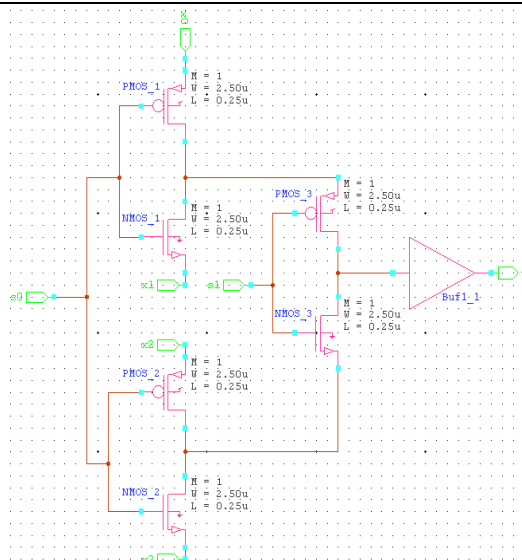 PMOS_1
M = 1
W = 2.50u
L = 0.25u
NMOS_1
M = 1
W = 2.50u
L = 0.25u
PMOS_3
M = 1
W = 2.50u
L = 0.25u
s0
x1
s1
Buf1_1
NMOS_3
M = 1
W = 2.50u
L = 0.25u
x2
PMOS_2
M = 1
W = 2.50u
L = 0.25u
NMOS_2
M = 1
W = 2.50u
L = 0.25u